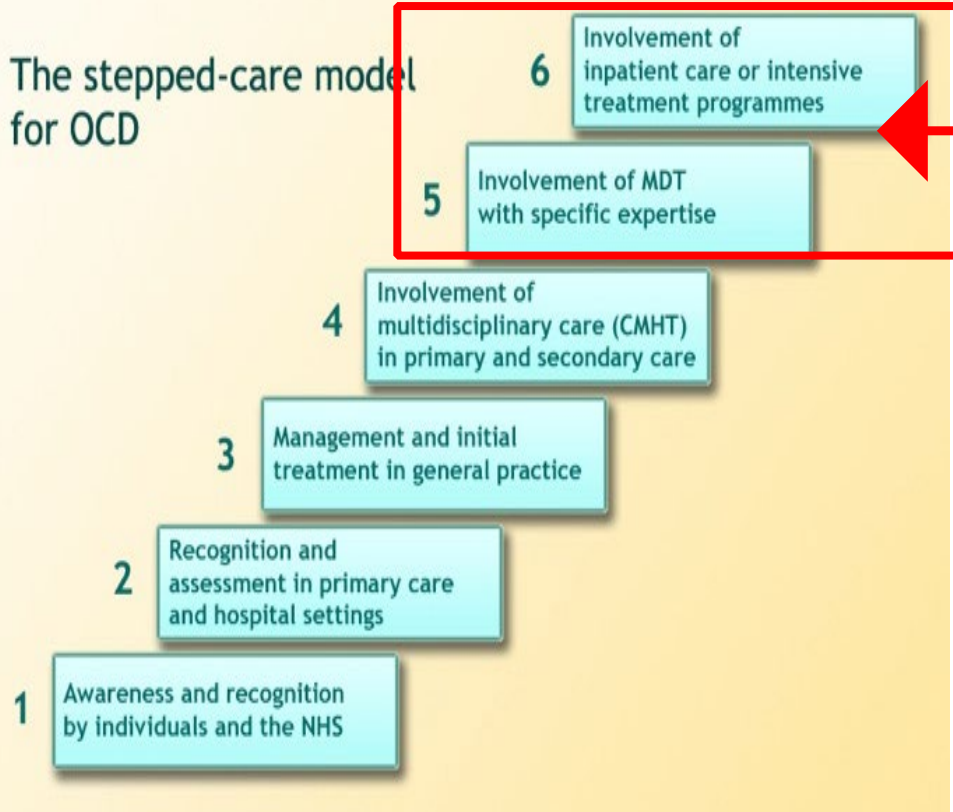 The stepped-care model
for OCD
6
Involvement of
inpatient care or intensive
treatment programmes
5
Involvement of MDT
with specific expertise
4
Involvement of
multidisciplinary care (CMHT)
in primary and secondary care
3
Management and initial
treatment in general practice
2
Recognition and
assessment in primary care
and hospital settings
1
Awareness and recognition
by individuals and the NHS